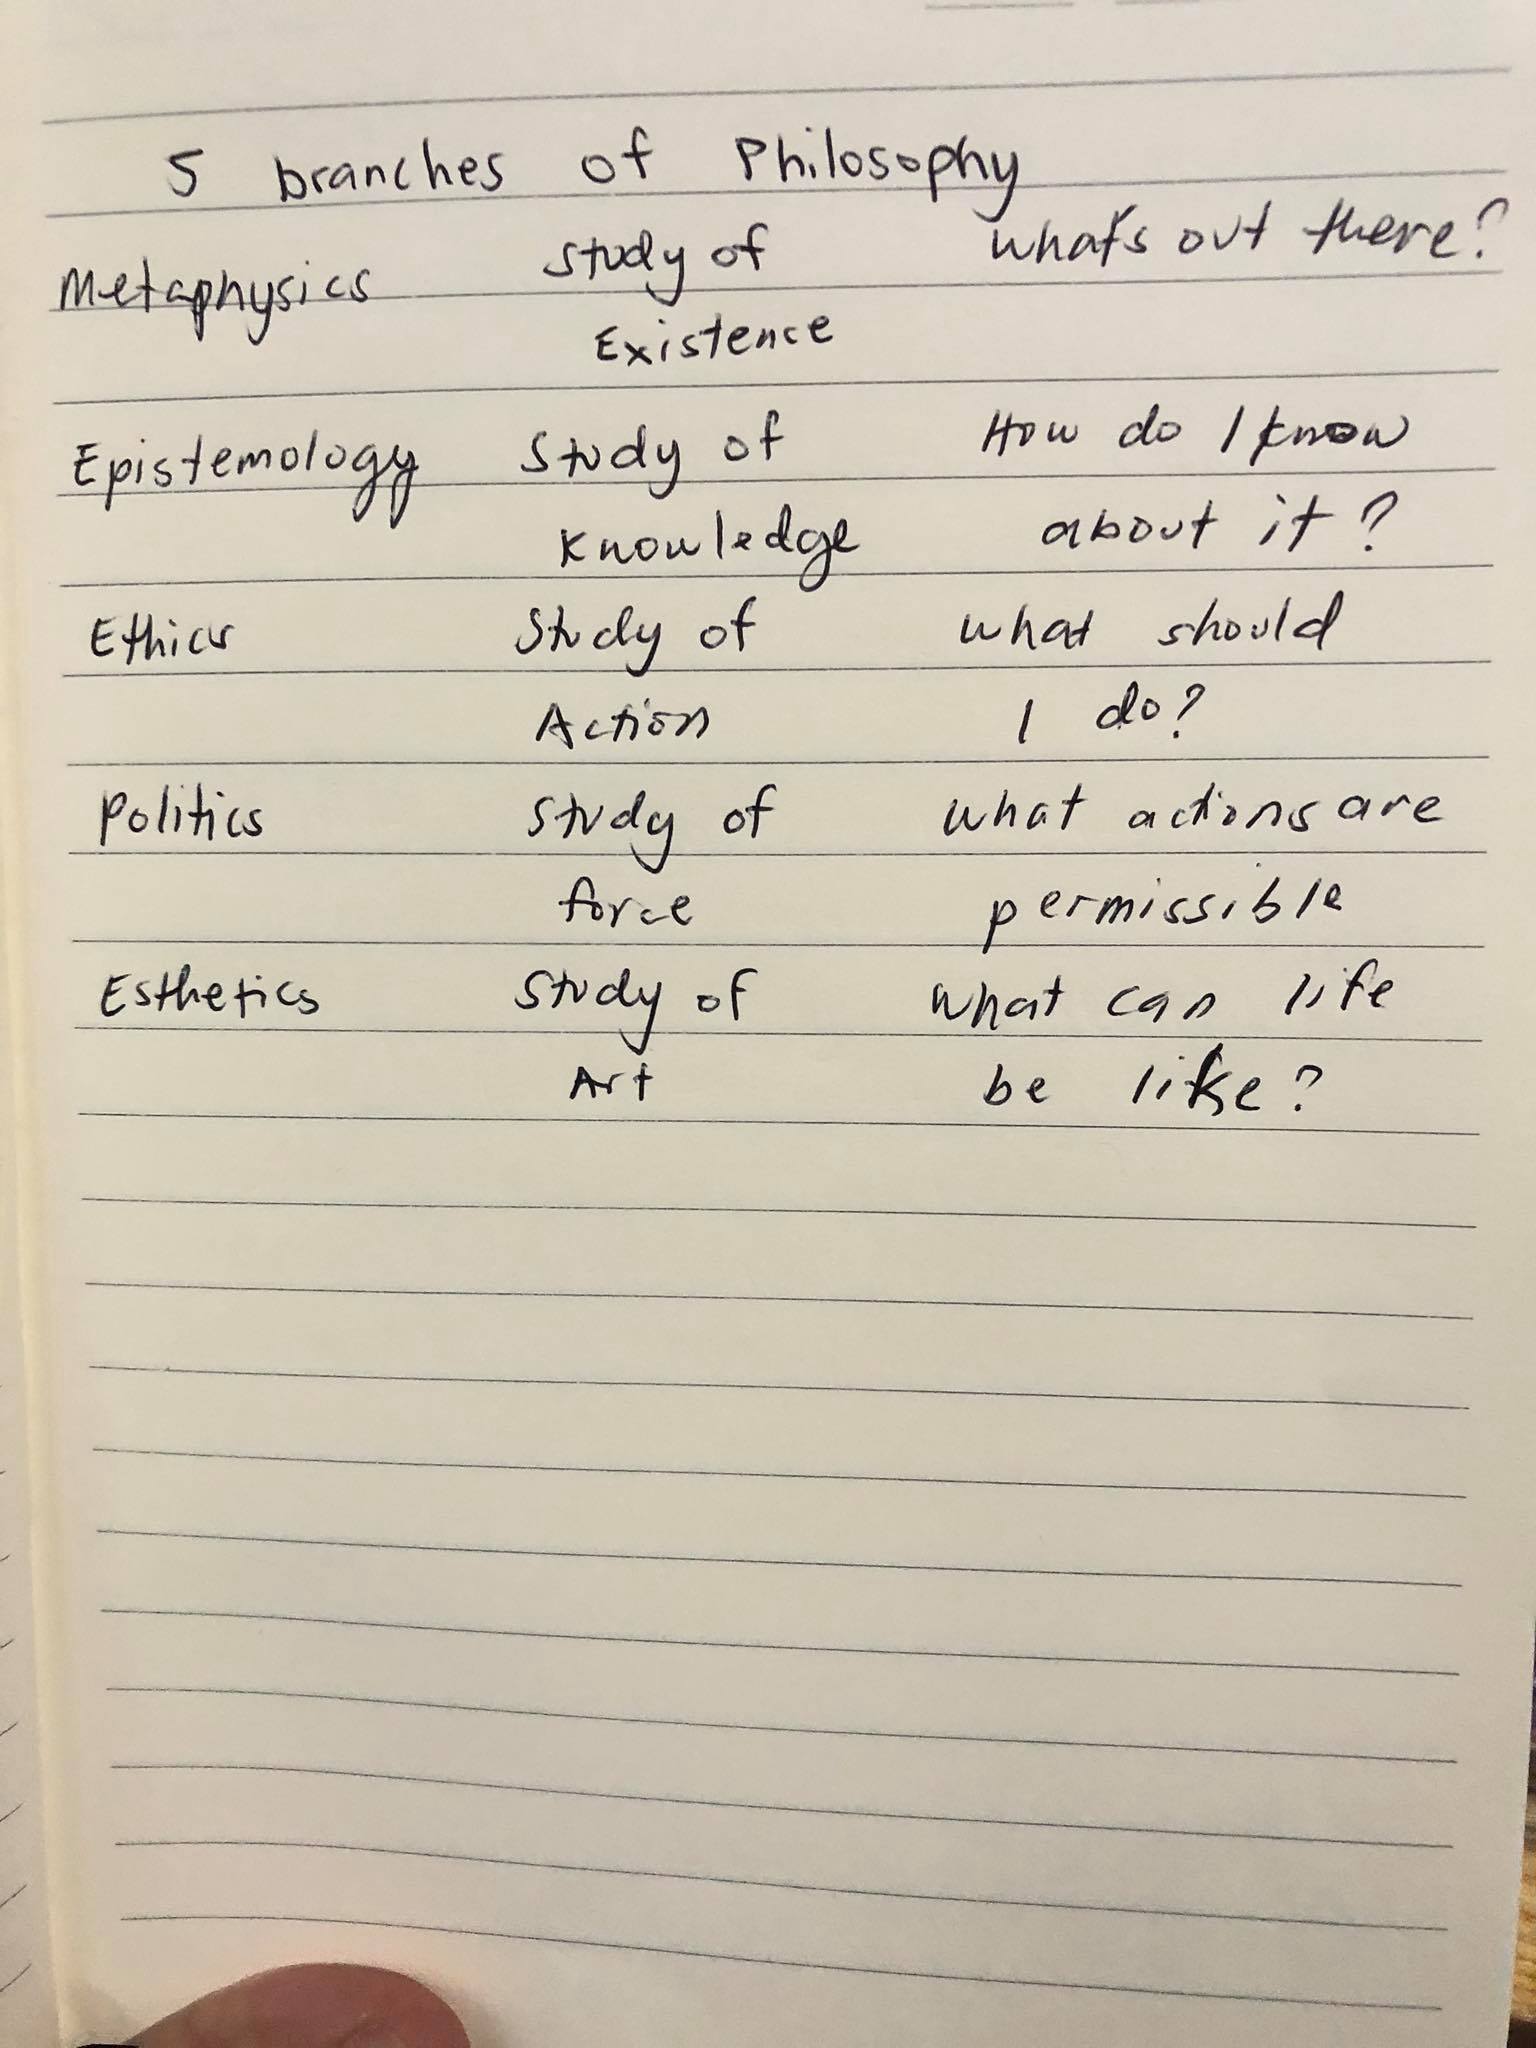 5 branches of Philosophy
Metaphysics study of what's out there?
Existence
Epistemology Study of How do I know
Knowledge about it?
Ethics Study of what should
Action I do?
Politics Study of what actions are
force permissible
Esthetics Study of what can life
Art be like?